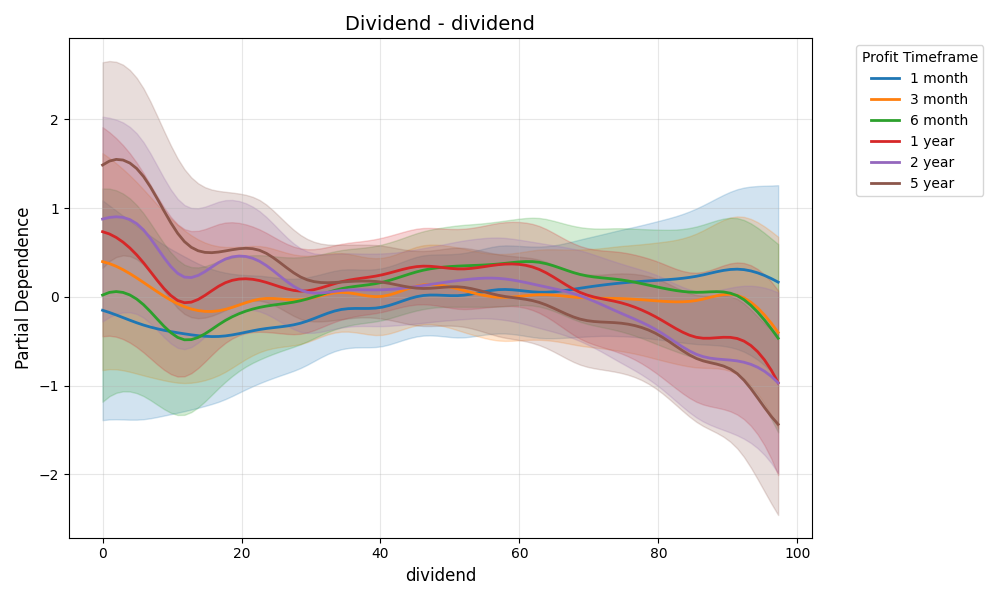 Dividend - dividend
Profit Timeframe
1 month
3 month
6 month
1 year
2 year
5 year
Partial Dependence
2
1
0
−1
−2
0 20 40 60 80 100
dividend